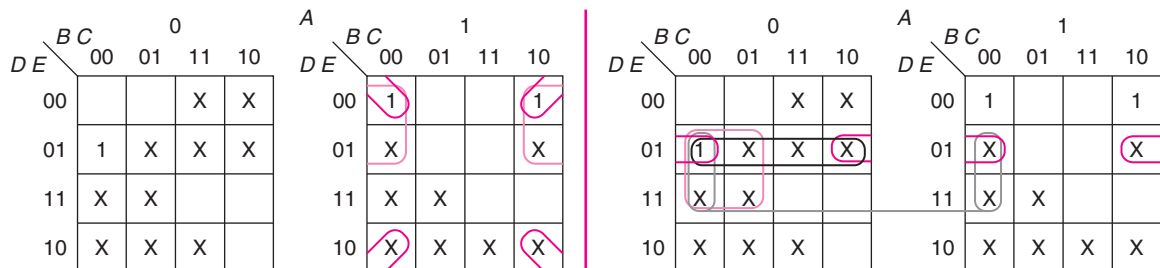 0 A 1 0 A 1
B C B C B C B C
00 01 11 10 00 01 11 10 00 01 11 10 00 01 11 10
D E D E D E D E
00 X X 00 1 1 00 X X 00 1 1
01 1 X X X 01 X X 01 1 X X X 01 X X
11 X X 11 X X 11 X X 11 X X
10 X X X 10 X X X X 10 X X X 10 X X X X